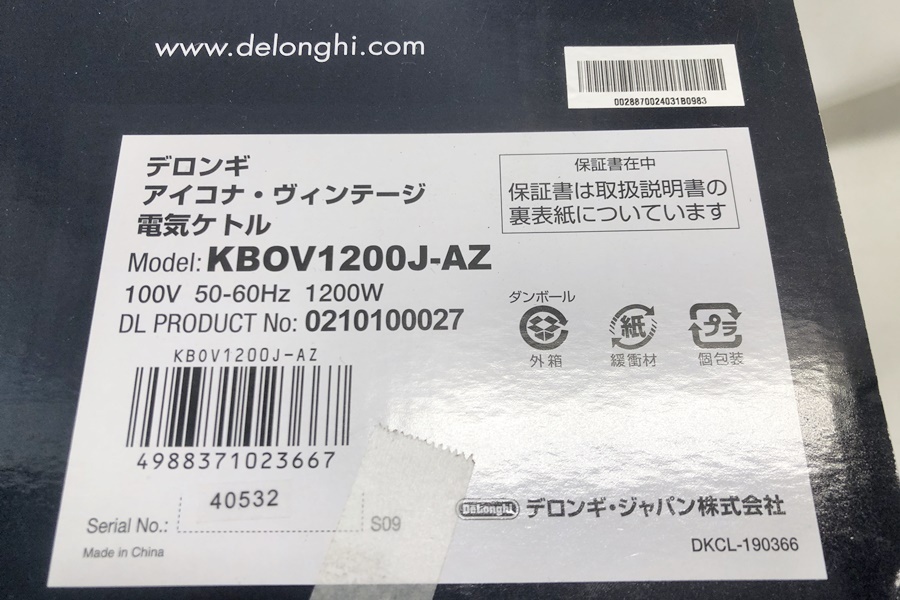 www.delonghi.com
0028870024031B0983
デロンギ
アイコナ・ヴィンテージ
電気ケトル
Model: KBOV1200J-AZ
100V 50-60Hz 1200W
DL PRODUCT No: 0210100027
保証書在中
保証書は取扱説明書の
裏表紙についています
ダンボール
外箱
紙
緩衝材
プラ
個包装
KBOV1200J-AZ
4988371023667
40532
Serial No.:
S09
Made in China
DeLonghi デロンギ・ジャパン株式会社
DKCL-190366